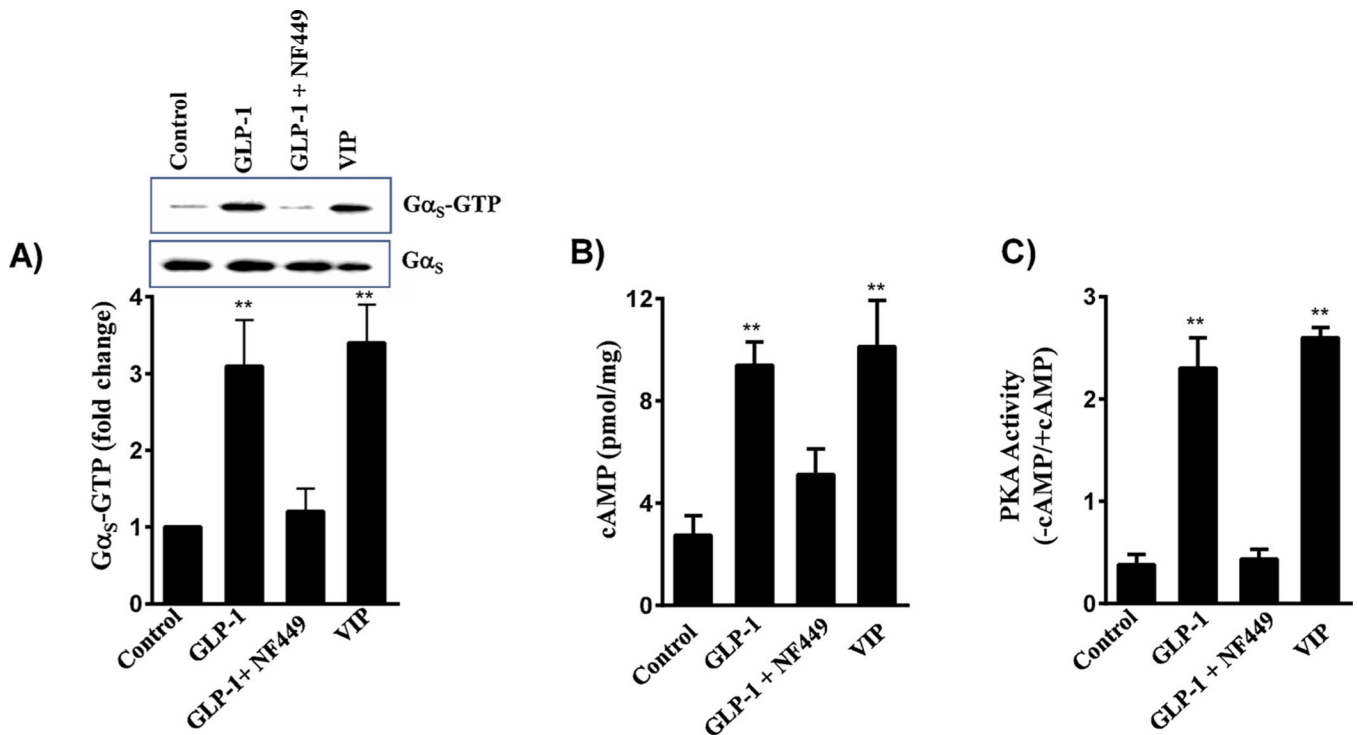 Control
GLP-1
GLP-1 + NF449
VIP
Gαs-GTP
Gαs
A)
Gαs-GTP (fold change)
4
3
2
1
0
**
**
Control
GLP-1
GLP-1+ NF449
VIP
B)
cAMP (pmol/mg)
12
8
4
0
**
**
Control
GLP-1
GLP-1 + NF449
VIP
C)
PKA Activity
(-cAMP/+cAMP)
3
2
1
0
**
**
Control
GLP-1
GLP-1 + NF449
VIP